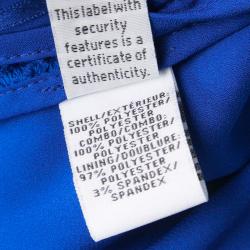 This label with
security
features is a
certificate of
authenticity.
SHELL/EXTÉRIEUR:
100% POLYESTER/
POLYESTER
COMBO/COMBO:
100% POLYESTER/
POLYESTER
LINING/DOUBLURE:
97% POLYESTER/
POLYESTER
3% SPANDEX/
SPANDEX